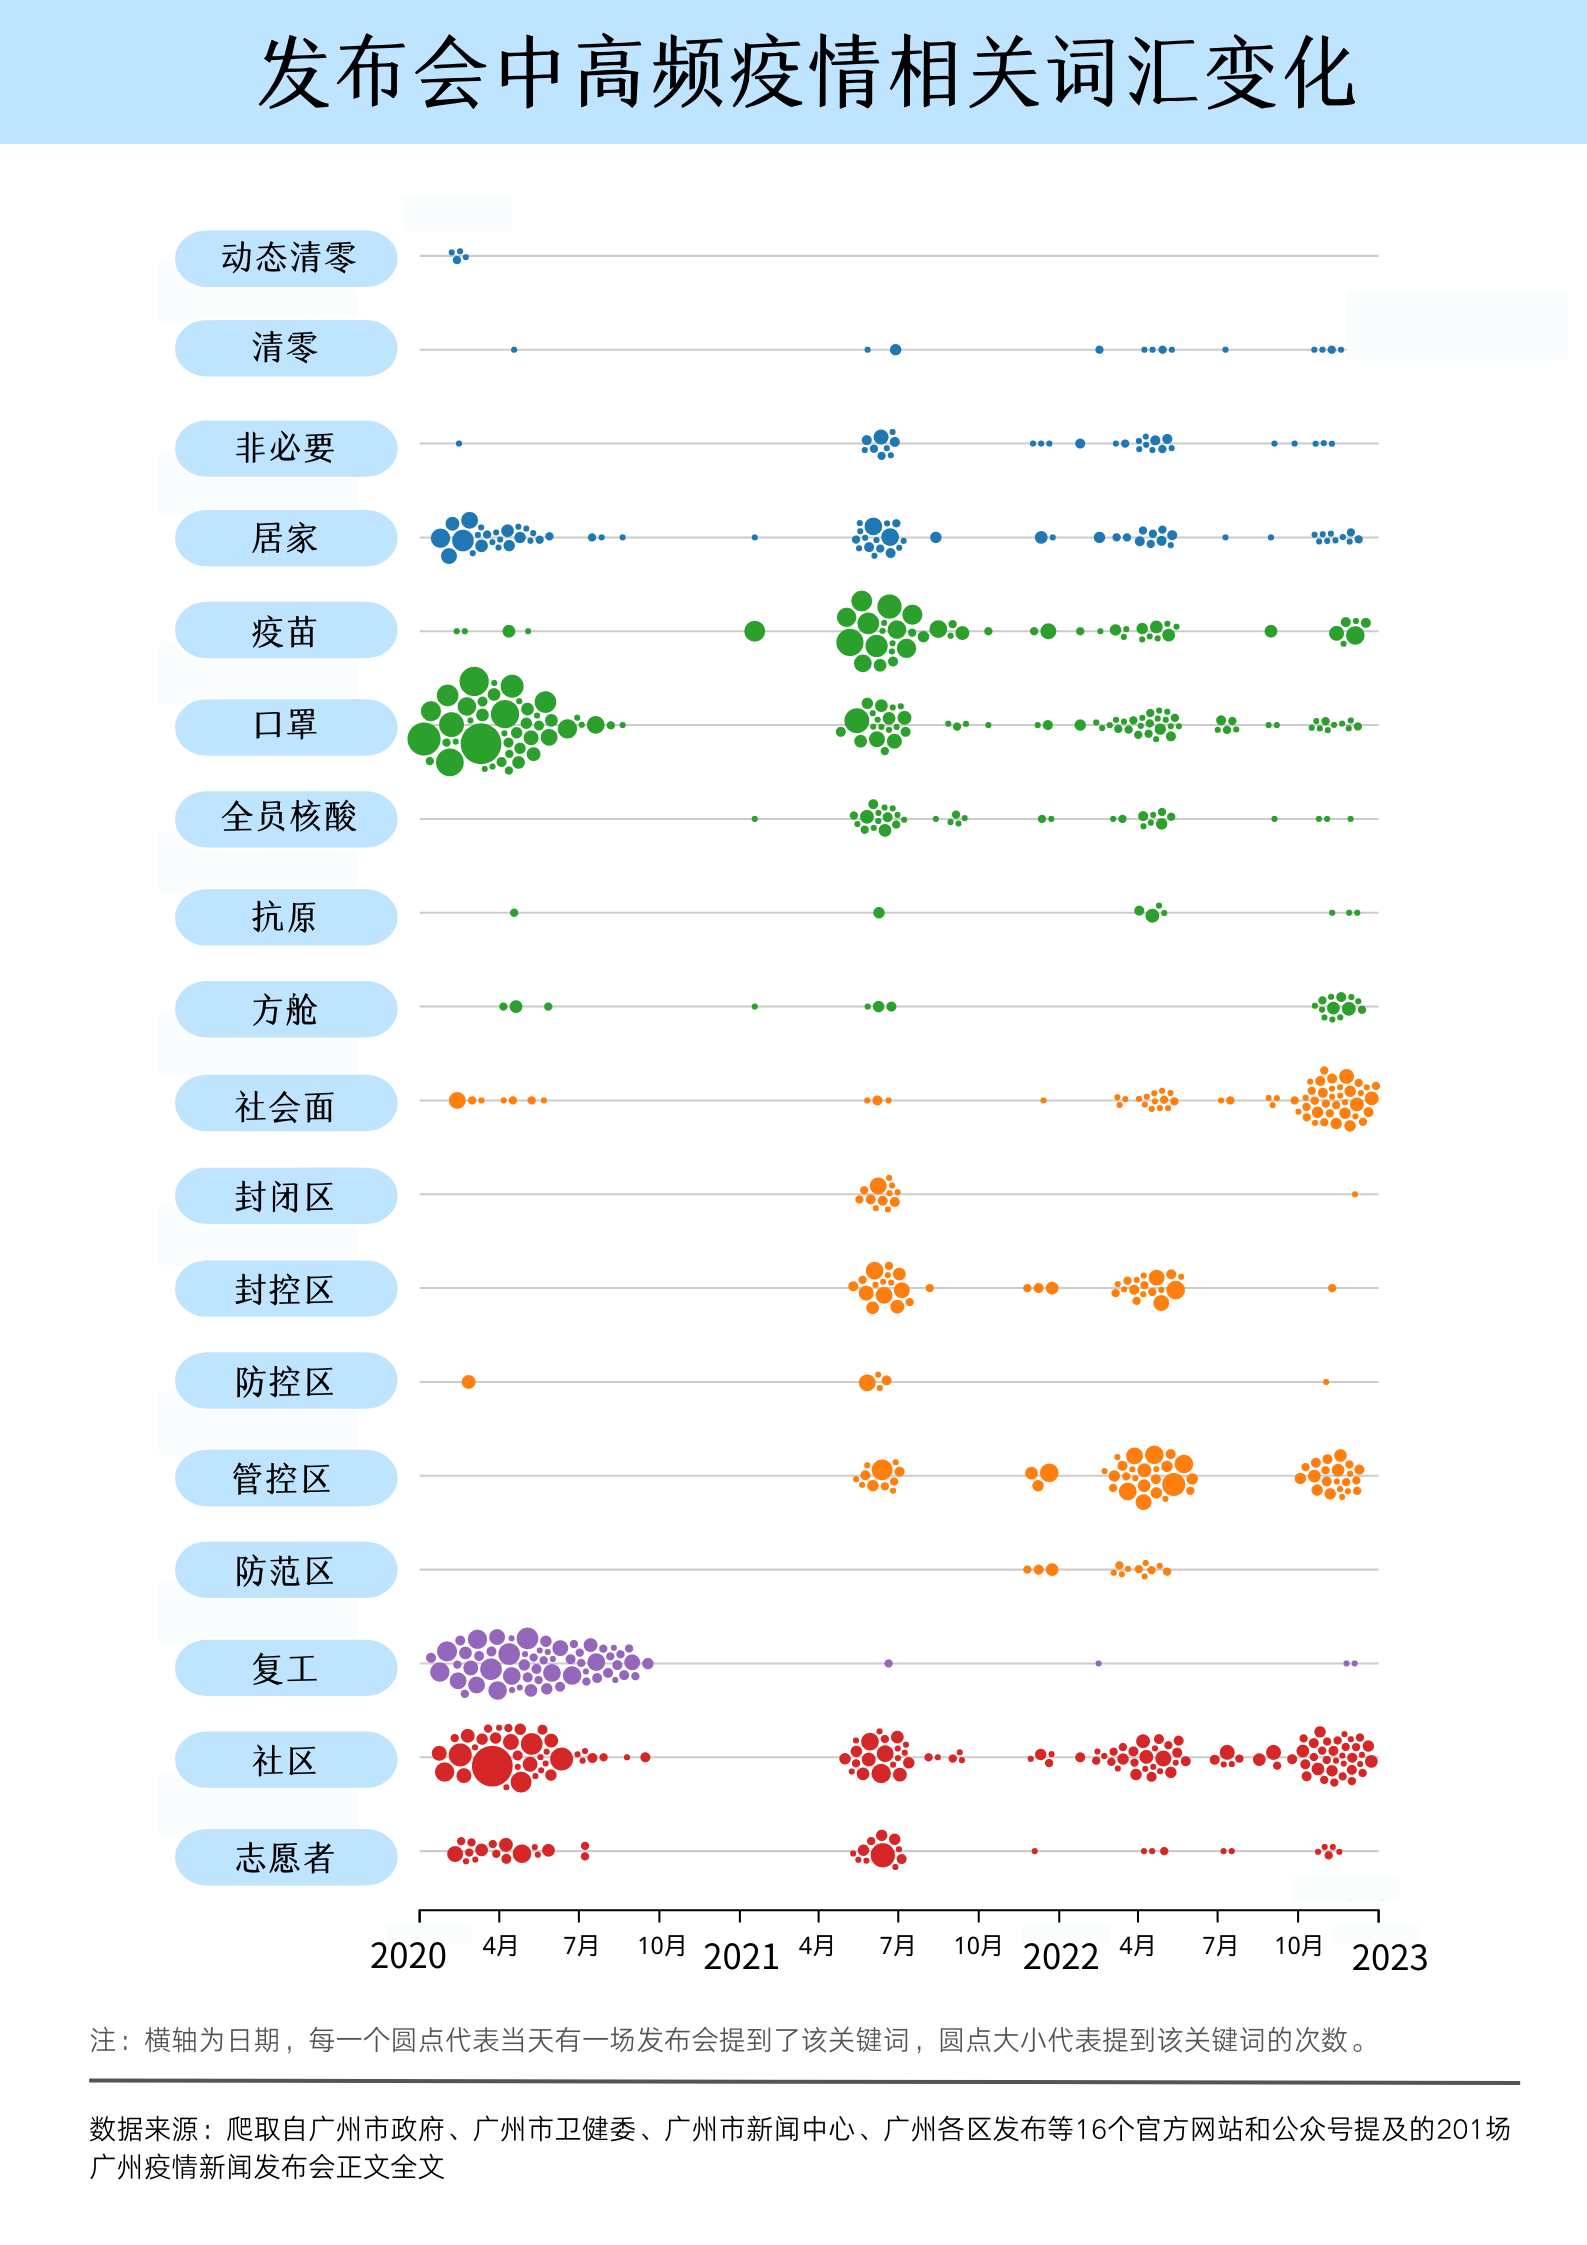 发布会中高频疫情相关词汇变化
动态清零
清零
非必要
居家
疫苗
口罩
全员核酸
抗原
方舱
社会面
封闭区
封控区
防控区
管控区
防范区
复工
社区
志愿者
2020 4月 7月 10月 2021 4月 7月 10月 2022 4月 7月 10月 2023
注：横轴为日期，每一个圆点代表当天有一场发布会提到了该关键词，圆点大小代表提到该关键词的次数。
数据来源：爬取自广州市政府、广州市卫健委、广州市新闻中心、广州各区发布等16个官方网站和公众号提及的201场
广州疫情新闻发布会正文全文